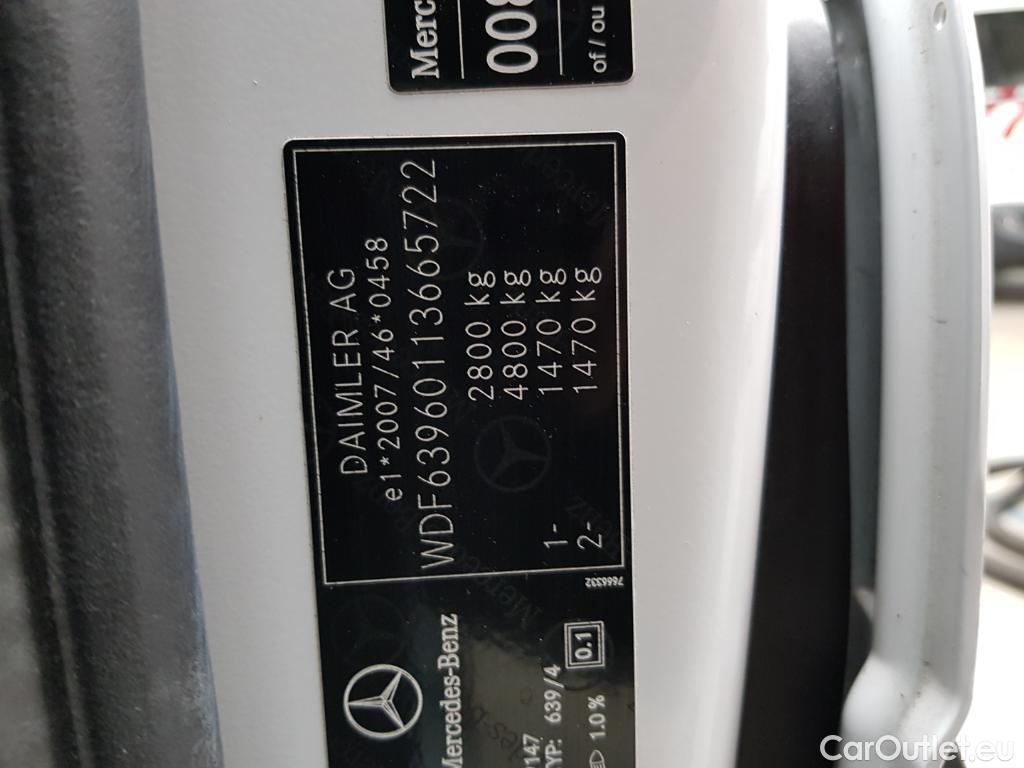 Merc
008
of / ou
DAIMLER AG
e1*2007/46*0458
WDF63960113665722
2800 kg
4800 kg
1- 1470 kg
2- 1470 kg
7666332
Mercedes-Benz
147
YP: 639/4
1.0% 0.1
CarOutlet.eu